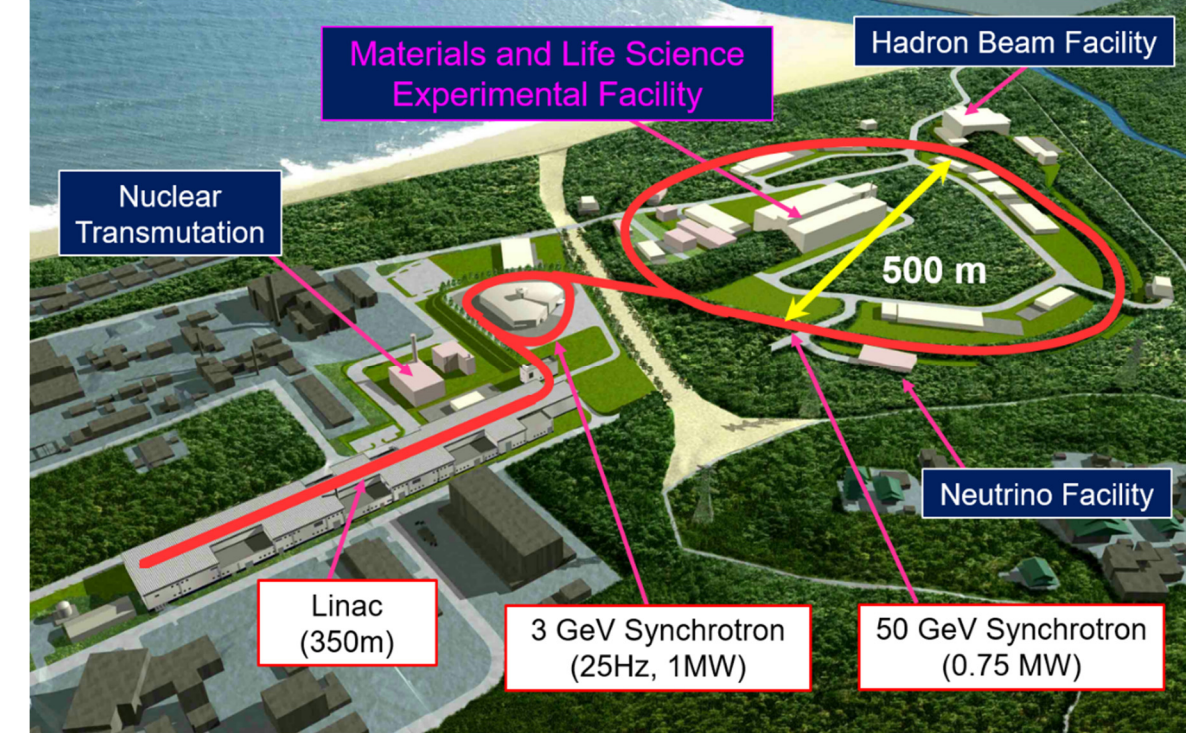 Hadron Beam Facility
Materials and Life Science
Experimental Facility
Nuclear
Transmutation
500 m
Neutrino Facility
Linac
(350m)
3 GeV Synchrotron
(25Hz, 1MW)
50 GeV Synchrotron
(0.75 MW)